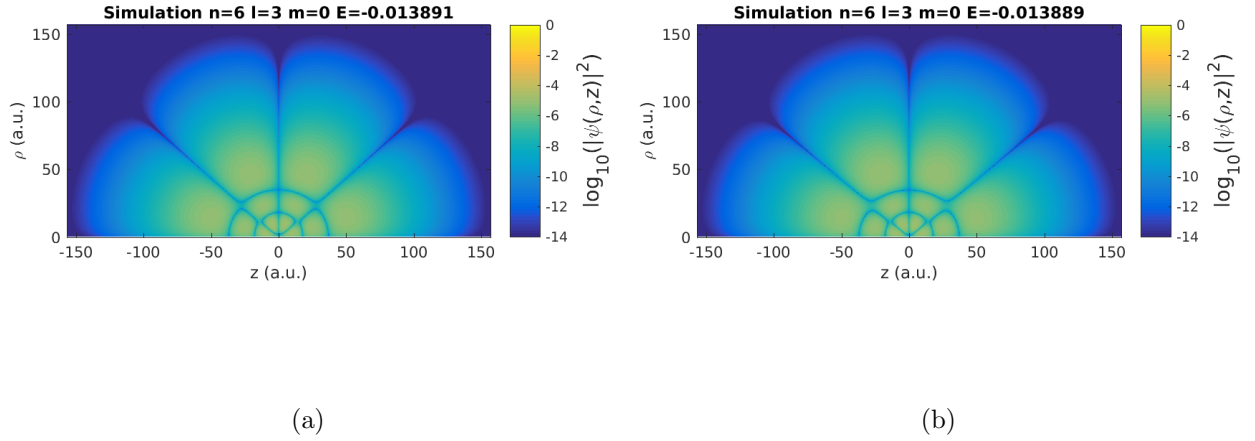 Simulation n=6 l=3 m=0 E=-0.013891
150
100
50
0
ρ (a.u.)
-150 -100 -50 0 50 100 150
z (a.u.)
0
-2
-4
-6
-8
-10
-12
-14
log10(|ψ(ρ,z)|²)
Simulation n=6 l=3 m=0 E=-0.013889
150
100
50
0
ρ (a.u.)
-150 -100 -50 0 50 100 150
z (a.u.)
0
-2
-4
-6
-8
-10
-12
-14
log10(|ψ(ρ,z)|²)
(a)
(b)